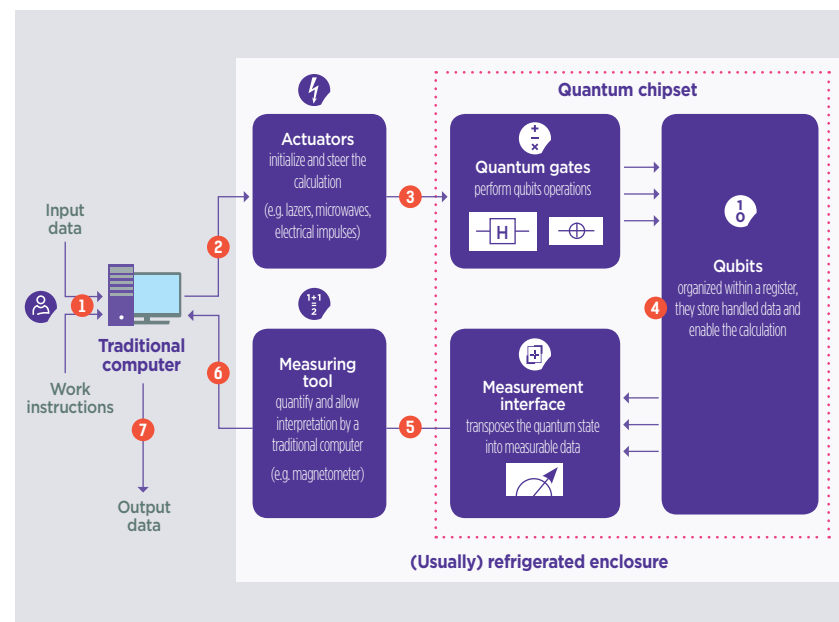 Quantum chipset
Actuators
initialize and steer the
calculation
(e.g. lazers, microwaves,
electrical impulses)
+
−
×
Quantum gates
perform qubits operations
H
1
0
Qubits
organized within a register,
they store handled data and
enable the calculation
3
Input
data
2
1
Traditional
computer
Work
instructions
7
Output
data
6
1+1
=
2
Measuring
tool
quantify and allow
interpretation by a
traditional computer
(e.g. magnetometer)
5
4
Measurement
interface
transposes the quantum state
into measurable data
(Usually) refrigerated enclosure